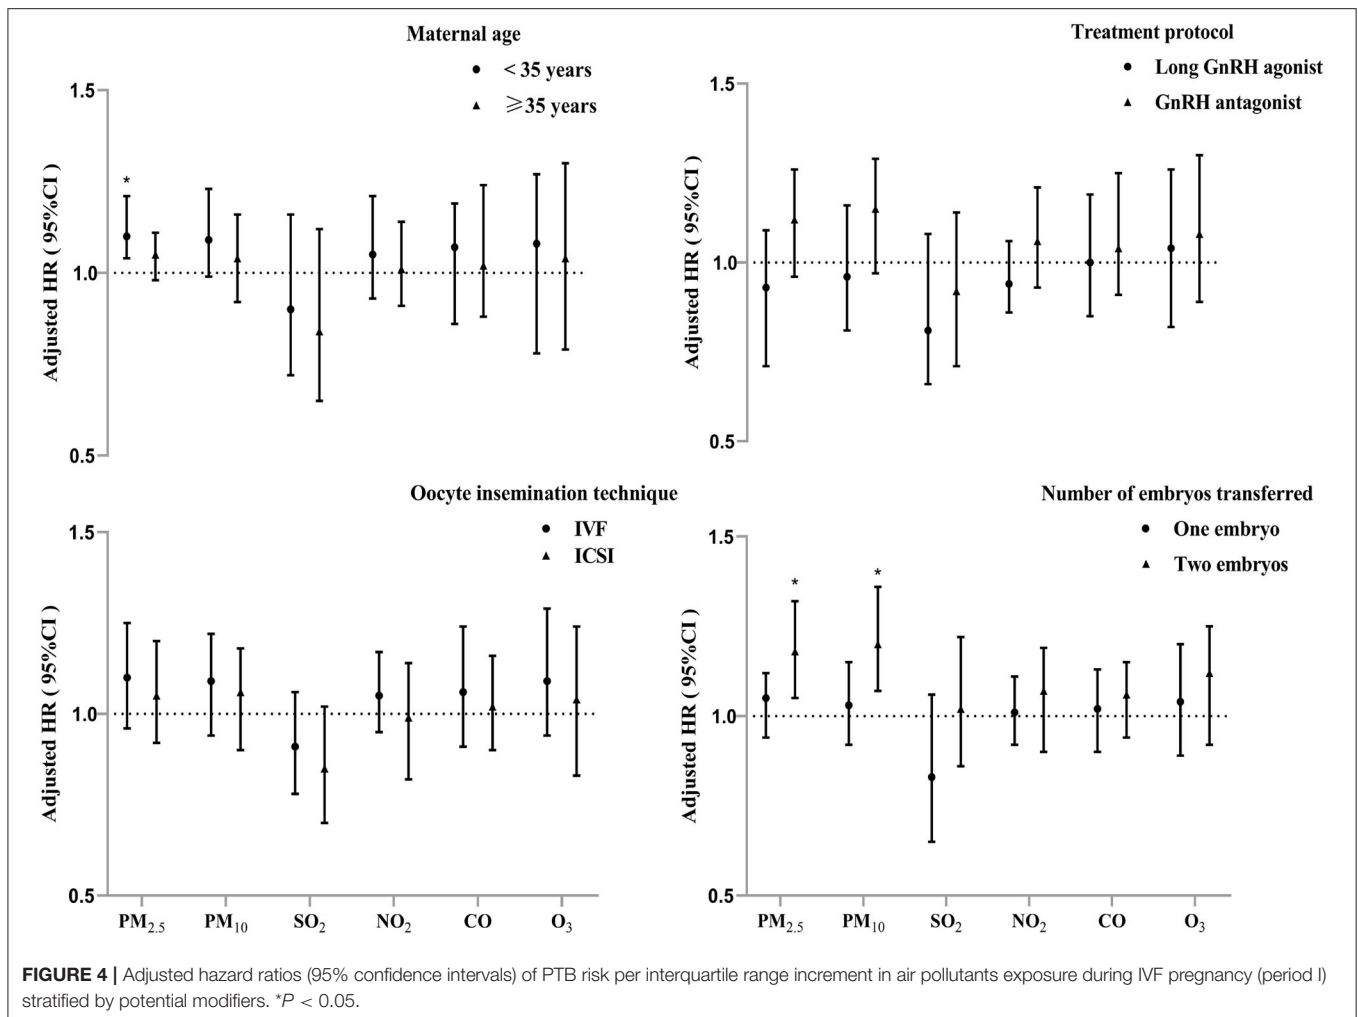 Maternal age
< 35 years
≥35 years
*
1.5
1.0
0.5
Adjusted HR ( 95%CI )
Treatment protocol
Long GnRH agonist
GnRH antagonist
1.5
1.0
0.5
Adjusted HR ( 95%CI )
Oocyte insemination technique
IVF
ICSI
1.5
1.0
0.5
Adjusted HR ( 95%CI )
PM2.5 PM10 SO2 NO2 CO O3
Number of embryos transferred
One embryo
Two embryos
* *
1.5
1.0
0.5
Adjusted HR ( 95%CI )
PM2.5 PM10 SO2 NO2 CO O3
FIGURE 4 | Adjusted hazard ratios (95% confidence intervals) of PTB risk per interquartile range increment in air pollutants exposure during IVF pregnancy (period I)
stratified by potential modifiers. *P < 0.05.